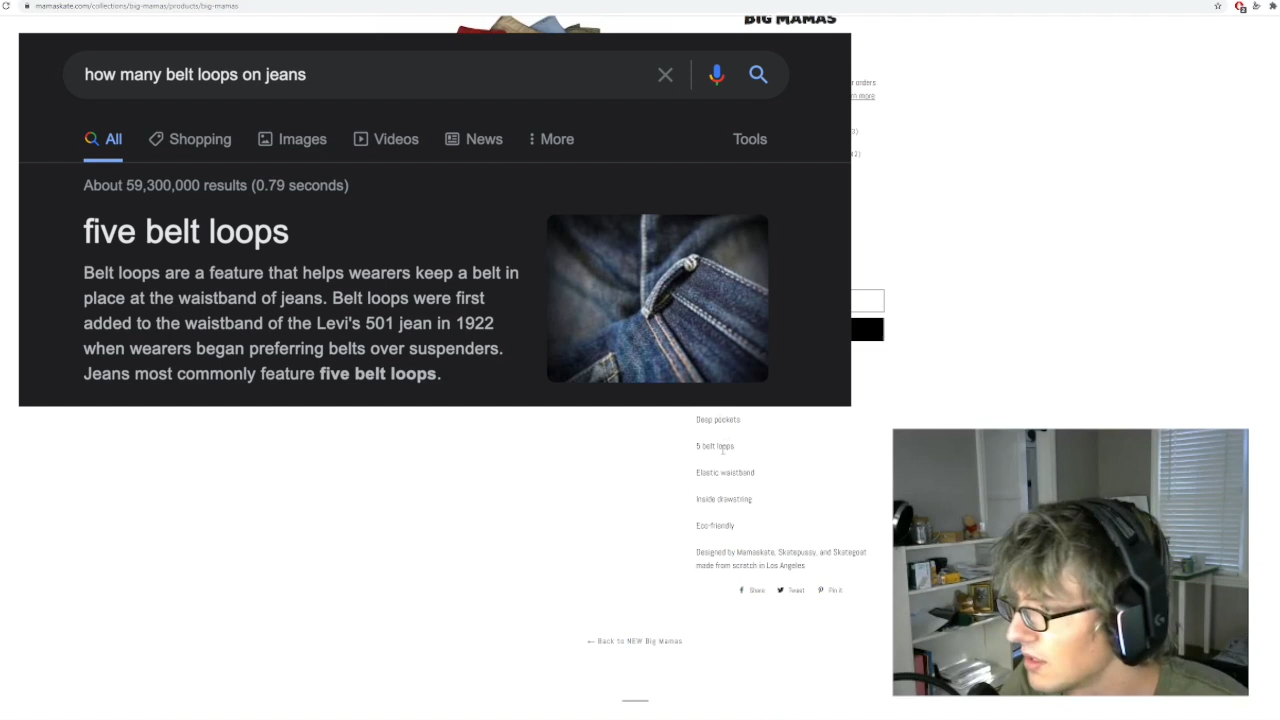 mamaskate.com/collections/big-mamas/products/big-mamas
BIG MAMAS
how many belt loops on jeans
All
Shopping
Images
Videos
News
More
Tools
About 59,300,000 results (0.79 seconds)
five belt loops
Belt loops are a feature that helps wearers keep a belt in
place at the waistband of jeans. Belt loops were first
added to the waistband of the Levi's 501 jean in 1922
when wearers began preferring belts over suspenders.
Jeans most commonly feature five belt loops.
orders
more
Deep pockets
5 belt loops
Elastic waistband
Inside drawstring
Eco-friendly
Designed by Mamaskate, Skatepussy, and Skategoat
made from scratch in Los Angeles
Share
Tweet
Pin it
← Back to NEW Big Mamas